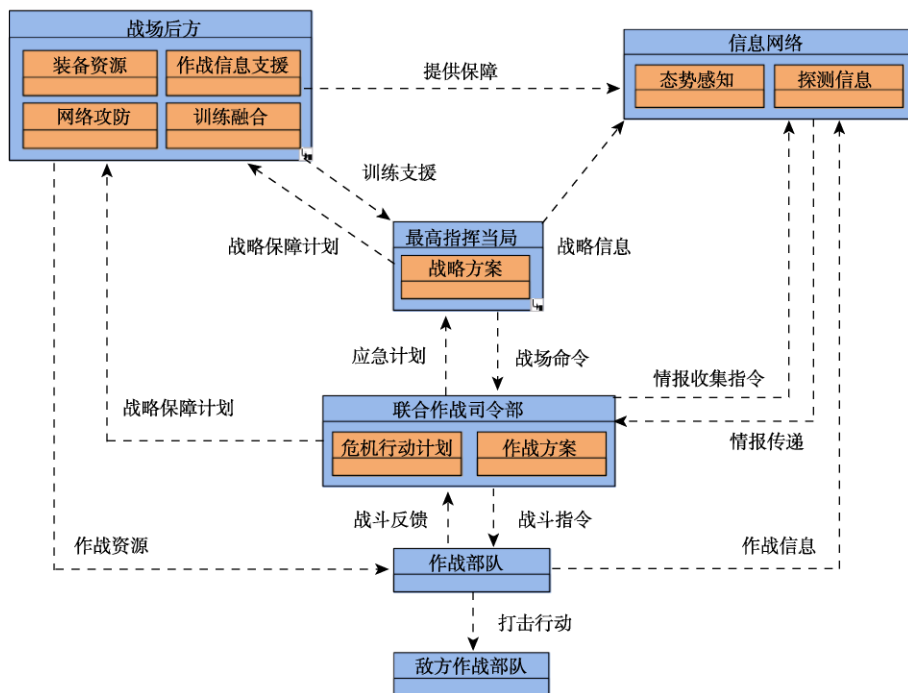 战场后方
装备资源
作战信息支援
网络攻防
训练融合
信息网络
态势感知
探测信息
提供保障
训练支援
战略保障计划
最高指挥当局
战略方案
战略信息
应急计划
战场命令
战略保障计划
联合作战司令部
危机行动计划
作战方案
情报收集指令
情报传递
战斗反馈
战斗指令
作战资源
作战部队
作战信息
打击行动
敌方作战部队